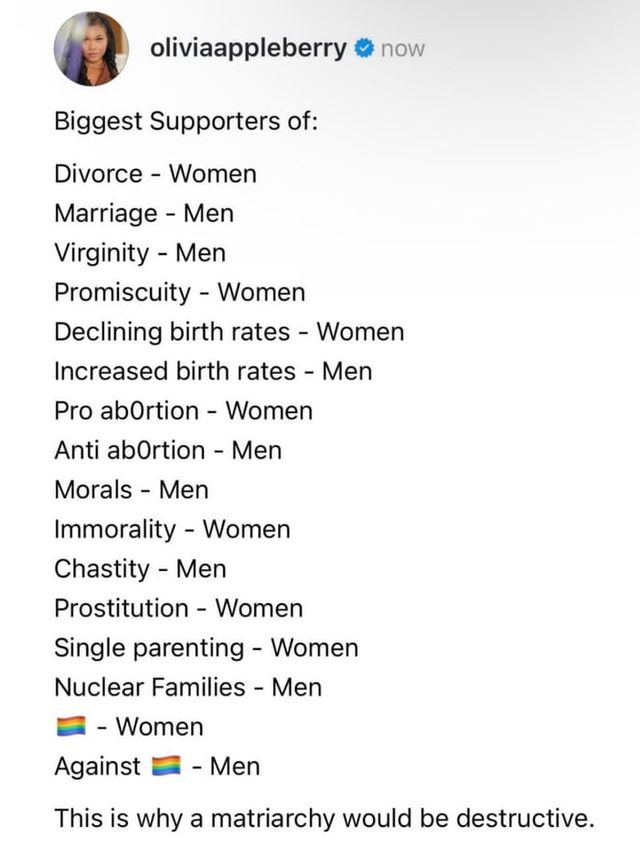 oliviaappleberry now
Biggest Supporters of:
Divorce - Women
Marriage - Men
Virginity - Men
Promiscuity - Women
Declining birth rates - Women
Increased birth rates - Men
Pro ab0rtion - Women
Anti ab0rtion - Men
Morals - Men
Immorality - Women
Chastity - Men
Prostitution - Women
Single parenting - Women
Nuclear Families - Men
🏳️‍🌈 - Women
Against 🏳️‍🌈 - Men
This is why a matriarchy would be destructive.